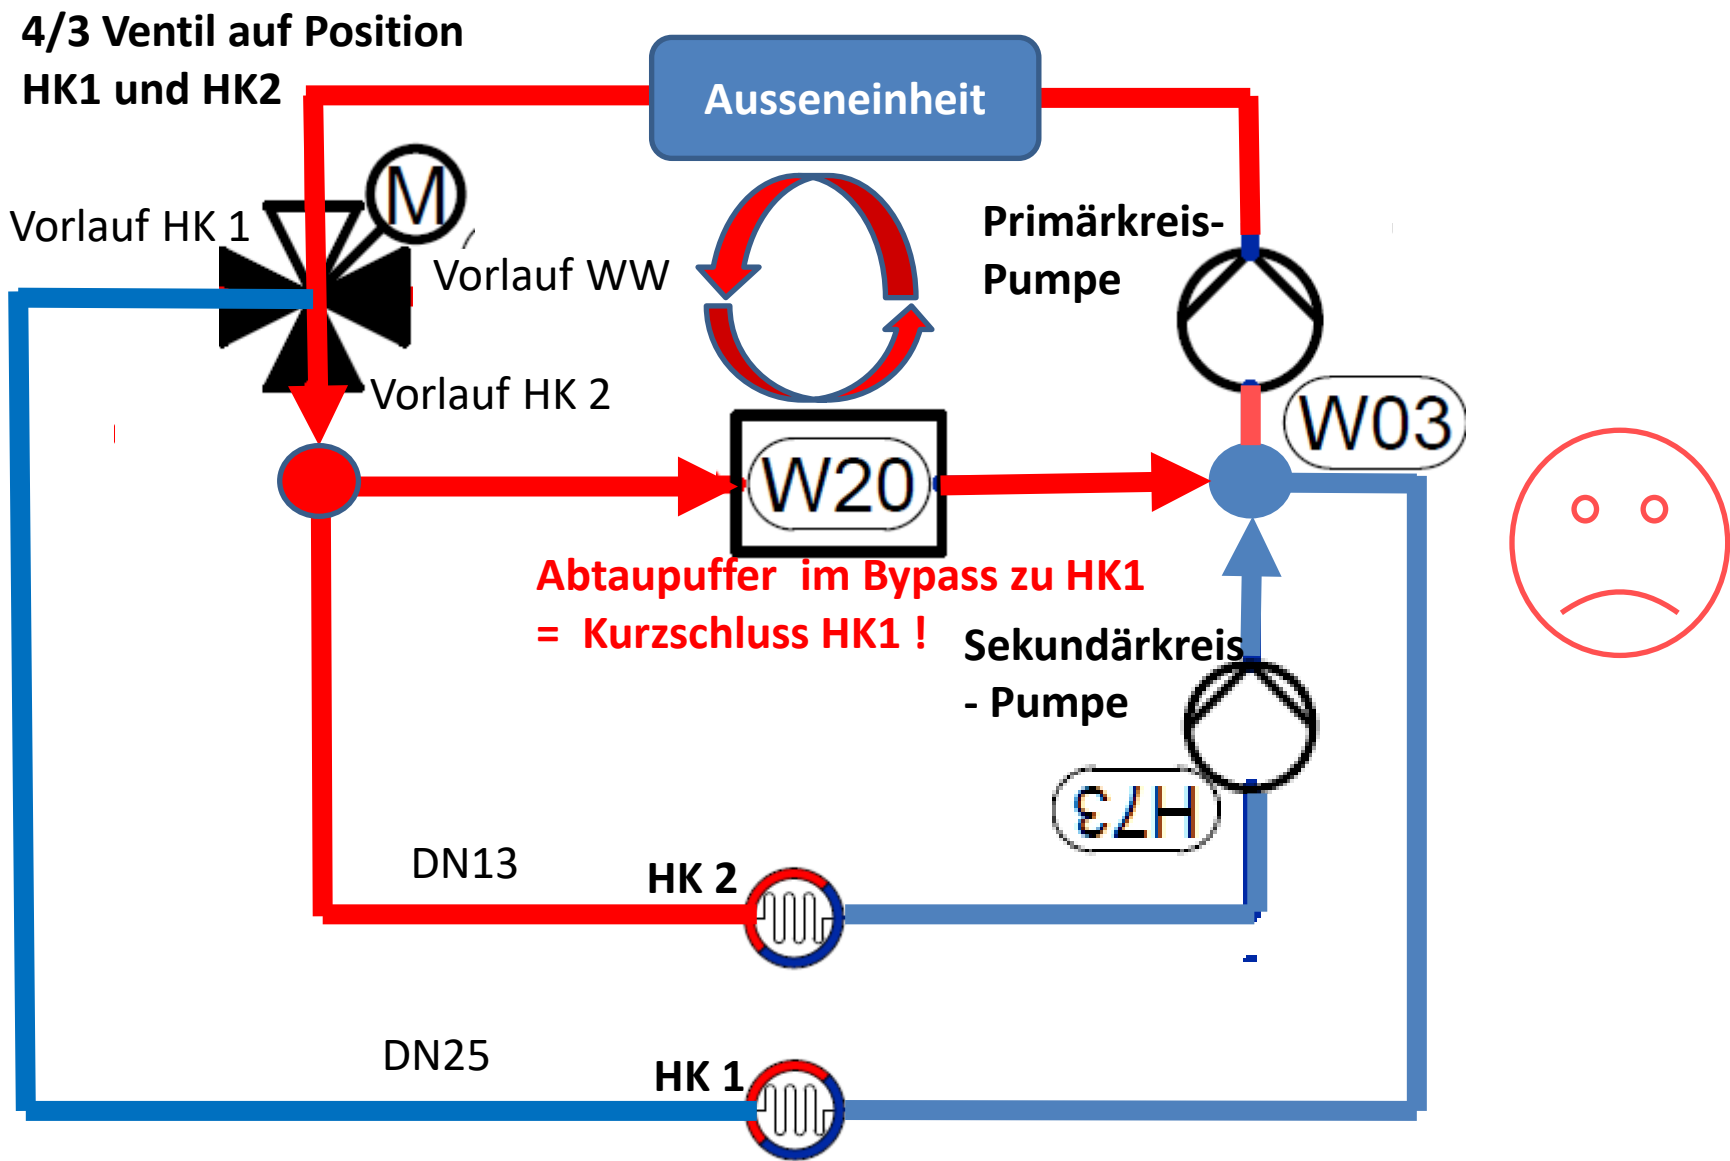 4/3 Ventil auf Position
HK1 und HK2
Ausseneinheit
M
Vorlauf HK 1
Vorlauf WW
Primärkreis-
Pumpe
Vorlauf HK 2
W03
W20
Abtaupuffer  im Bypass zu HK1
=  Kurzschluss HK1 !
Sekundärkreis
- Pumpe
H73
DN13
HK 2
DN25
HK 1